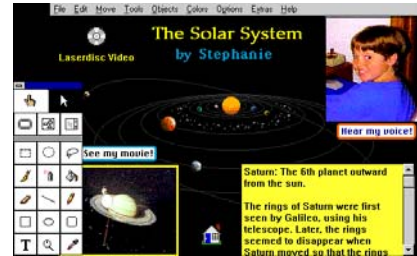 File Edit Move Tools Objects Colors Options Extras Help
The Solar System
by Stephanie
Laserdisc Video
Hear my voice!
See my movie!
Saturn: The 6th planet outward
from the sun.
The rings of Saturn were first
seen by Galileo, using his
telescope. Later, the rings
seemed to disappear when
Saturn moved so that the rings
T